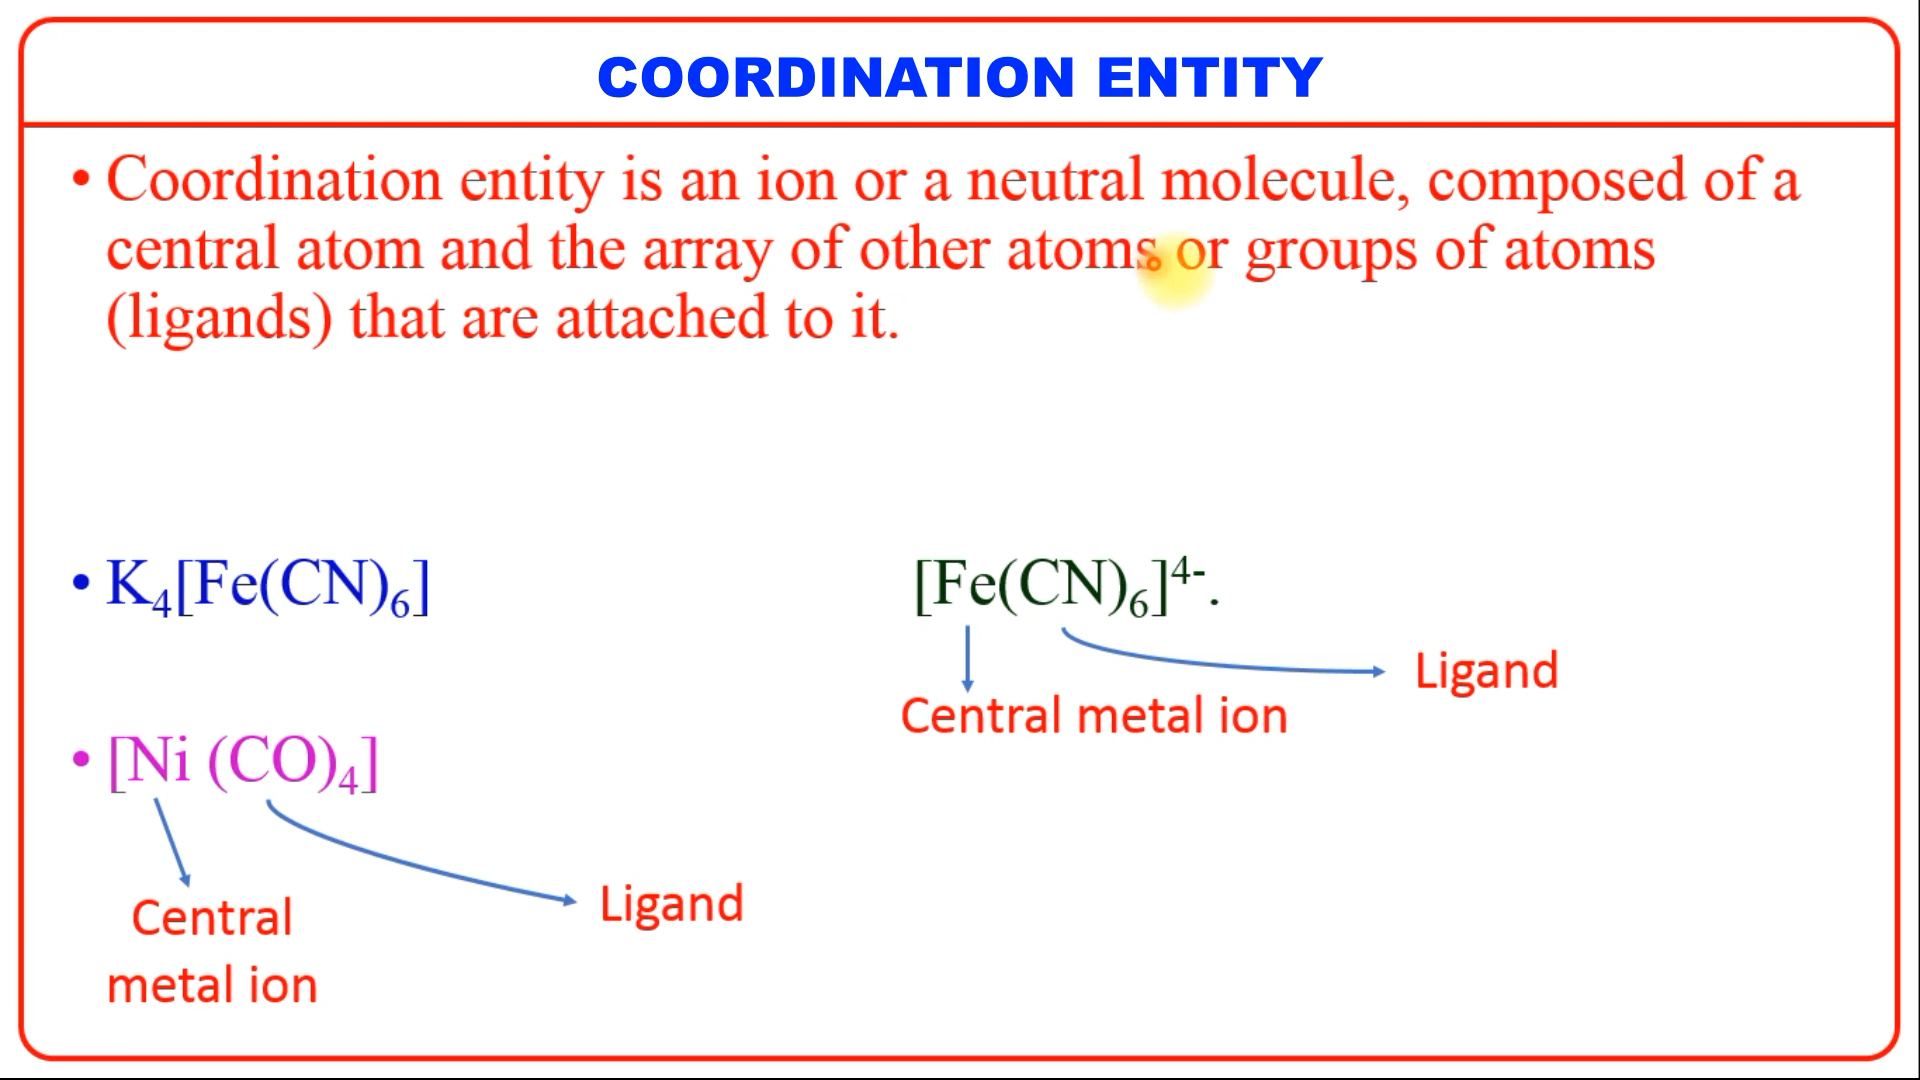 COORDINATION ENTITY
• Coordination entity is an ion or a neutral molecule, composed of a
central atom and the array of other atoms or groups of atoms
(ligands) that are attached to it.
• K₄[Fe(CN)₆]
[Fe(CN)₆]⁴⁻.
Ligand
Central metal ion
• [Ni (CO)₄]
Ligand
Central
metal ion